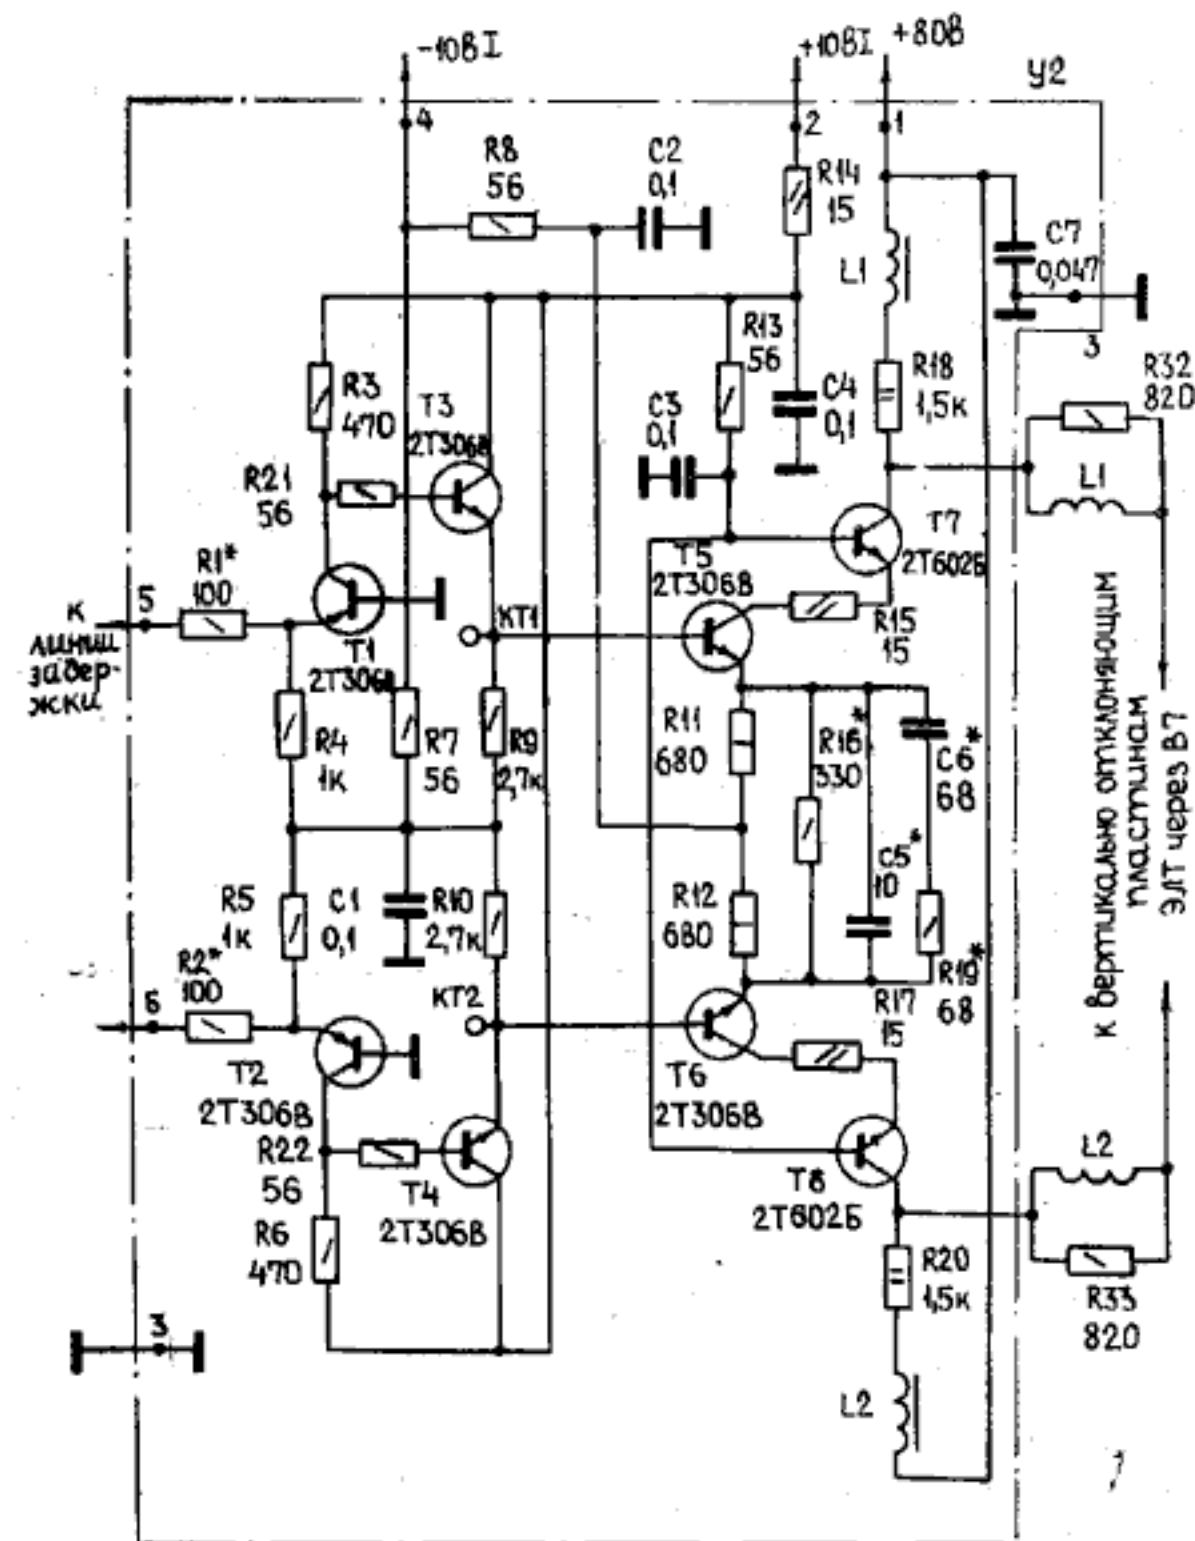 -10В I
+10В I
+80В
У2
4
2
1
R8
56
C2
0,1
R14
15
L1
C7
0,047
3
R3
470
T3
2Т306В
R13
56
C3
0,1
C4
0,1
R18
1,5к
R32
820
L1
R21
56
R1*
100
5
К
линии
задер-
жки
T1
2Т306В
КТ1
T5
2Т306В
T7
2Т602Б
R15
15
R4
1к
R7
56
R9
2,7к
R11
680
R16*
330
C6*
68
C5*
10
R5
1к
C1
0,1
R10
2,7к
R12
680
R19*
68
R17
15
R2*
100
6
КТ2
T2
2Т306В
T6
2Т306В
R22
56
T4
2Т306В
T8
2Т602Б
R6
470
R20
1,5к
L2
R33
820
3
L2
к вертикально отклоняющим
пластинам
ЭЛТ через В7